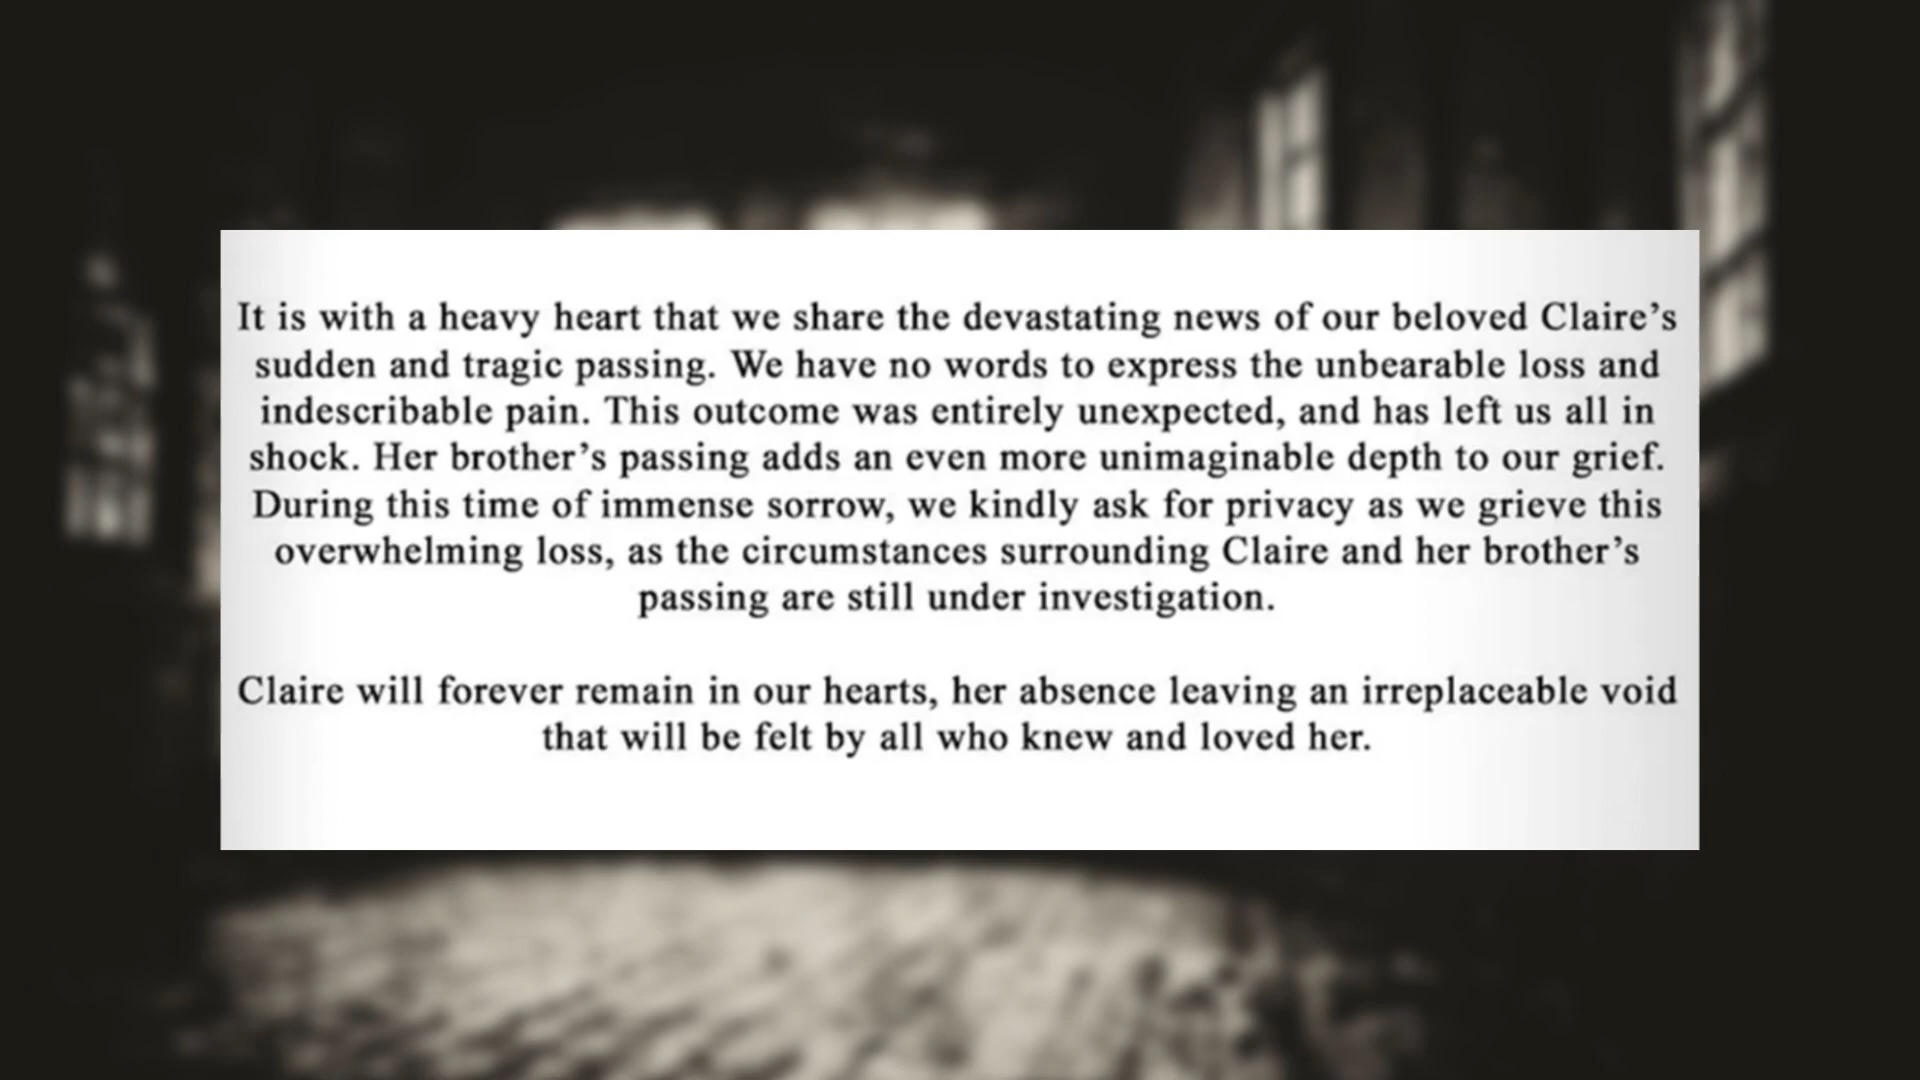 It is with a heavy heart that we share the devastating news of our beloved Claire’s
sudden and tragic passing. We have no words to express the unbearable loss and
indescribable pain. This outcome was entirely unexpected, and has left us all in
shock. Her brother’s passing adds an even more unimaginable depth to our grief.
During this time of immense sorrow, we kindly ask for privacy as we grieve this
overwhelming loss, as the circumstances surrounding Claire and her brother’s
passing are still under investigation.
Claire will forever remain in our hearts, her absence leaving an irreplaceable void
that will be felt by all who knew and loved her.